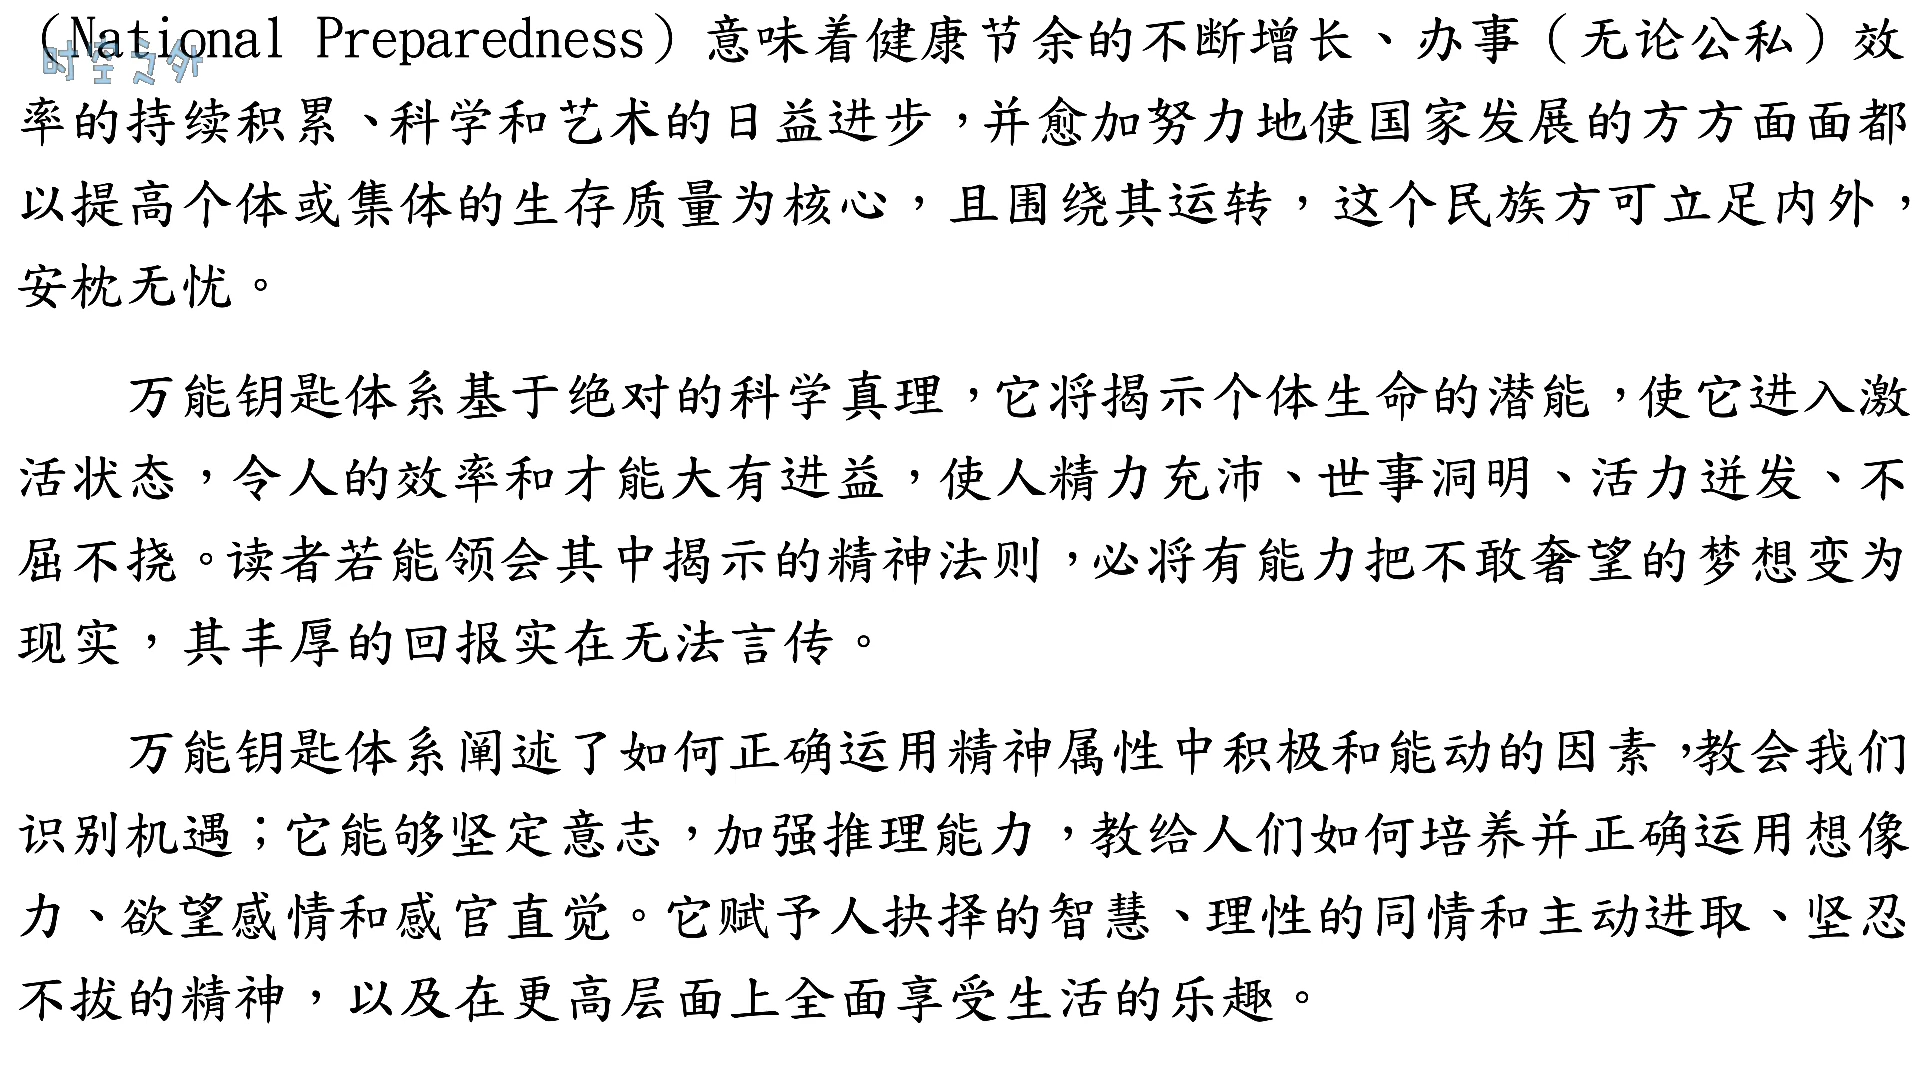 （National Preparedness）意味着健康节余的不断增长、办事（无论公私）效
时空之外
率的持续积累、科学和艺术的日益进步，并愈加努力地使国家发展的方方面面都
以提高个体或集体的生存质量为核心，且围绕其运转，这个民族方可立足内外，
安枕无忧。
万能钥匙体系基于绝对的科学真理，它将揭示个体生命的潜能，使它进入激
活状态，令人的效率和才能大有进益，使人精力充沛、世事洞明、活力迸发、不
屈不挠。读者若能领会其中揭示的精神法则，必将有能力把不敢奢望的梦想变为
现实，其丰厚的回报实在无法言传。
万能钥匙体系阐述了如何正确运用精神属性中积极和能动的因素，教会我们
识别机遇；它能够坚定意志，加强推理能力，教给人们如何培养并正确运用想像
力、欲望感情和感官直觉。它赋予人抉择的智慧、理性的同情和主动进取、坚忍
不拔的精神，以及在更高层面上全面享受生活的乐趣。